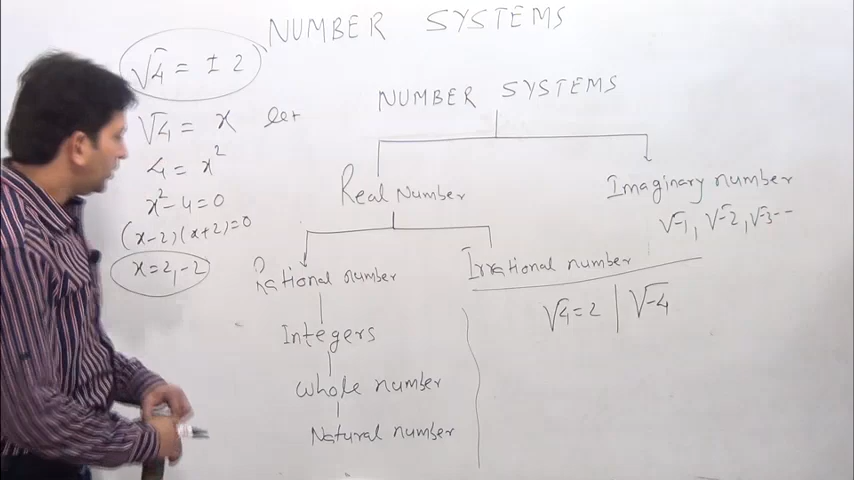 NUMBER SYSTEMS
√4 = ± 2
√4 = x let
4 = x²
x² - 4 = 0
(x-2)(x+2)=0
x = 2, -2
NUMBER SYSTEMS
Real Number
Imaginary number
√-1, √-2, √-3--
Rational number
Irrational number
√4 = 2 | √-4
Integers
Whole number
Natural number